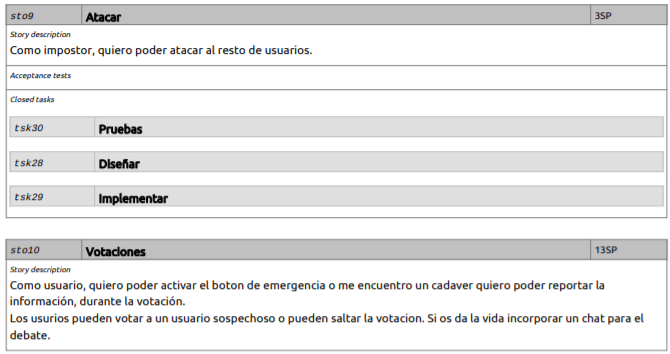 sto9 Atacar 3SP
Story description
Como impostor, quiero poder atacar al resto de usuarios.
Acceptance tests
Closed tasks
tsk30 Pruebas
tsk28 Diseñar
tsk29 Implementar
sto10 Votaciones 13SP
Story description
Como usuario, quiero poder activar el boton de emergencia o me encuentro un cadaver quiero poder reportar la
información, durante la votación.
Los usurios pueden votar a un usuario sospechoso o pueden saltar la votacion. Si os da la vida incorporar un chat para el
debate.